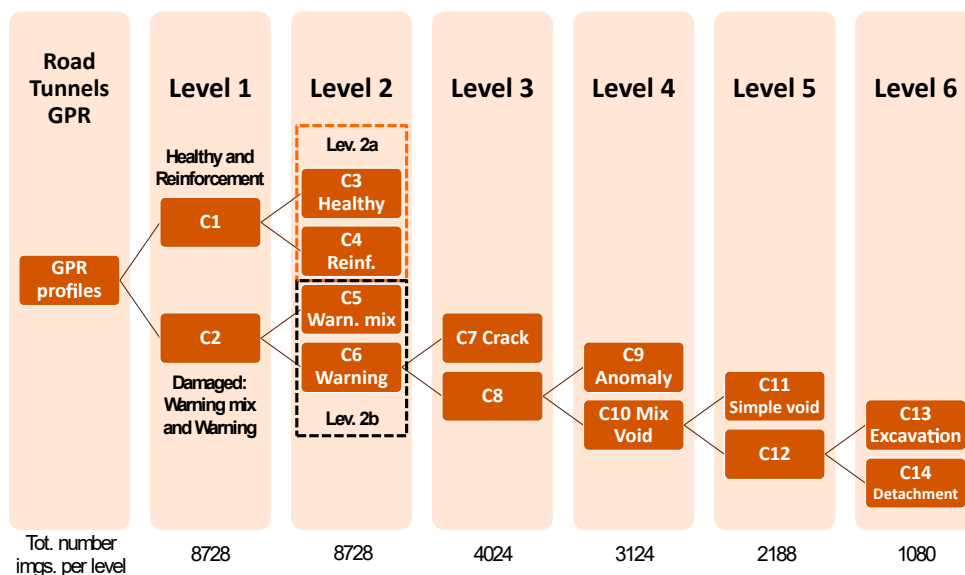 Road
Tunnels
GPR
Level 1
Level 2
Level 3
Level 4
Level 5
Level 6
Lev. 2a
Healthy and
Reinforcement
C3
Healthy
C1
C4
Reinf.
GPR
profiles
C5
Warn. mix
C2
C6
Warning
C7 Crack
C9
Anomaly
C8
C11
Simple void
Damaged:
Warning mix
and Warning
Lev. 2b
C10 Mix
Void
C13
Excavation
C12
C14
Detachment
Tot. number
imgs. per level
8728
8728
4024
3124
2188
1080